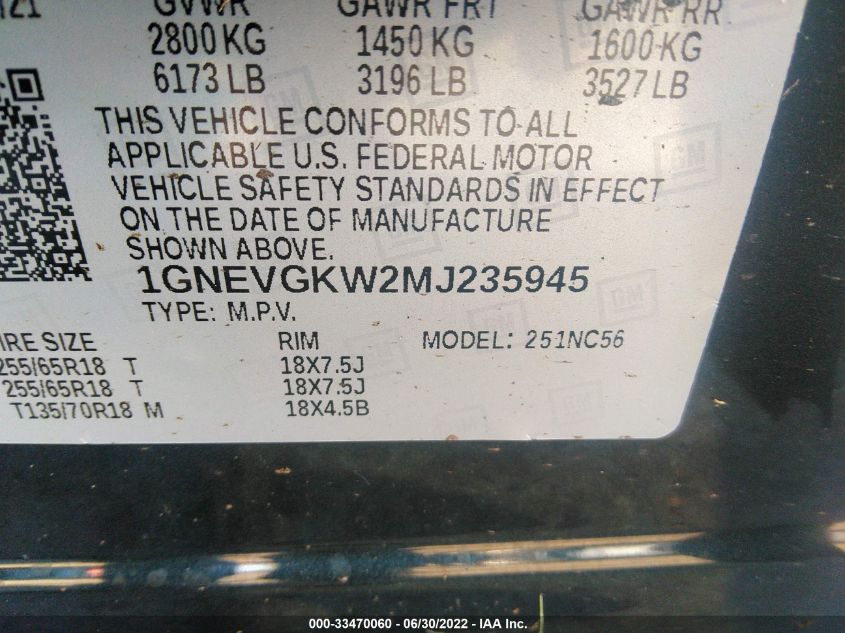 GVWR GAWR FRT GAWR RR
2800 KG 1450 KG 1600 KG
6173 LB 3196 LB 3527 LB
THIS VEHICLE CONFORMS TO ALL
APPLICABLE U.S. FEDERAL MOTOR
VEHICLE SAFETY STANDARDS IN EFFECT
ON THE DATE OF MANUFACTURE
SHOWN ABOVE.
1GNEVGKW2MJ235945
TYPE: M.P.V.
IRE SIZE RIM MODEL: 251NC56
255/65R18 T 18X7.5J
255/65R18 T 18X7.5J
T135/70R18 M 18X4.5B
000-33470060 - 06/30/2022 - IAA Inc.